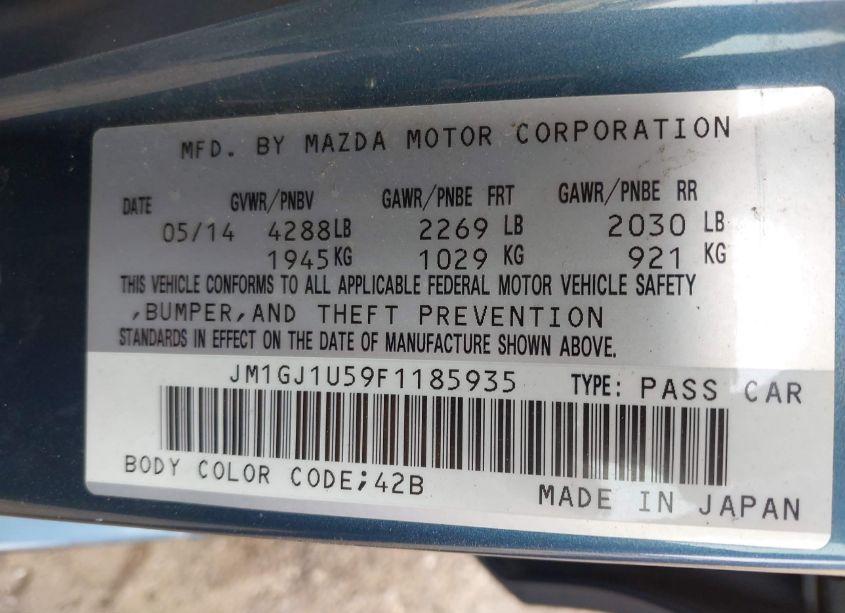 MFD. BY MAZDA MOTOR CORPORATION
DATE GVWR/PNBV GAWR/PNBE FRT GAWR/PNBE RR
05/14 4288LB 2269 LB 2030 LB
1945KG 1029 KG 921 KG
THIS VEHICLE CONFORMS TO ALL APPLICABLE FEDERAL MOTOR VEHICLE SAFETY
,BUMPER,AND THEFT PREVENTION
STANDARDS IN EFFECT ON THE DATE OF MANUFACTURE SHOWN ABOVE.
JM1GJ1U59F1185935 TYPE: PASS CAR
BODY COLOR CODE;42B
MADE IN JAPAN